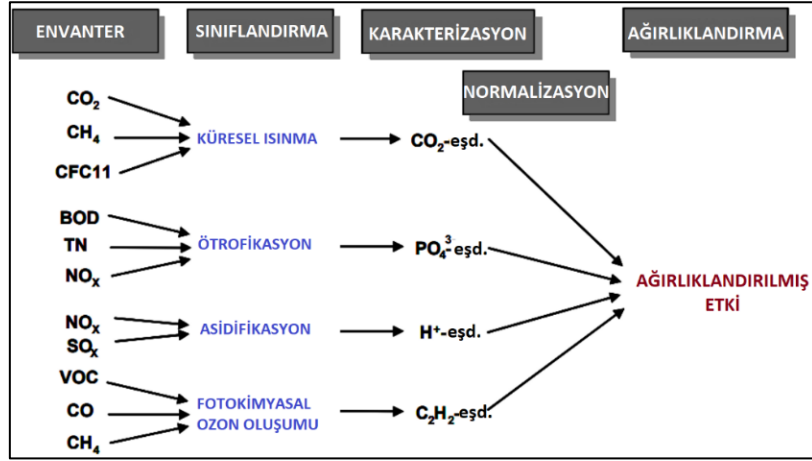 ENVANTER
SINIFLANDIRMA
KARAKTERİZASYON
AĞIRLIKLANDIRMA
NORMALİZASYON
CO₂
CH₄
CFC11
KÜRESEL ISINMA
CO₂-eşd.
BOD
TN
NOₓ
ÖTROFİKASYON
PO₄³-eşd.
NOₓ
SOₓ
ASİDİFİKASYON
H⁺-eşd.
VOC
CO
CH₄
FOTOKİMYASAL
OZON OLUŞUMU
C₂H₂-eşd.
AĞIRLIKLANDIRILMIŞ
ETKİ